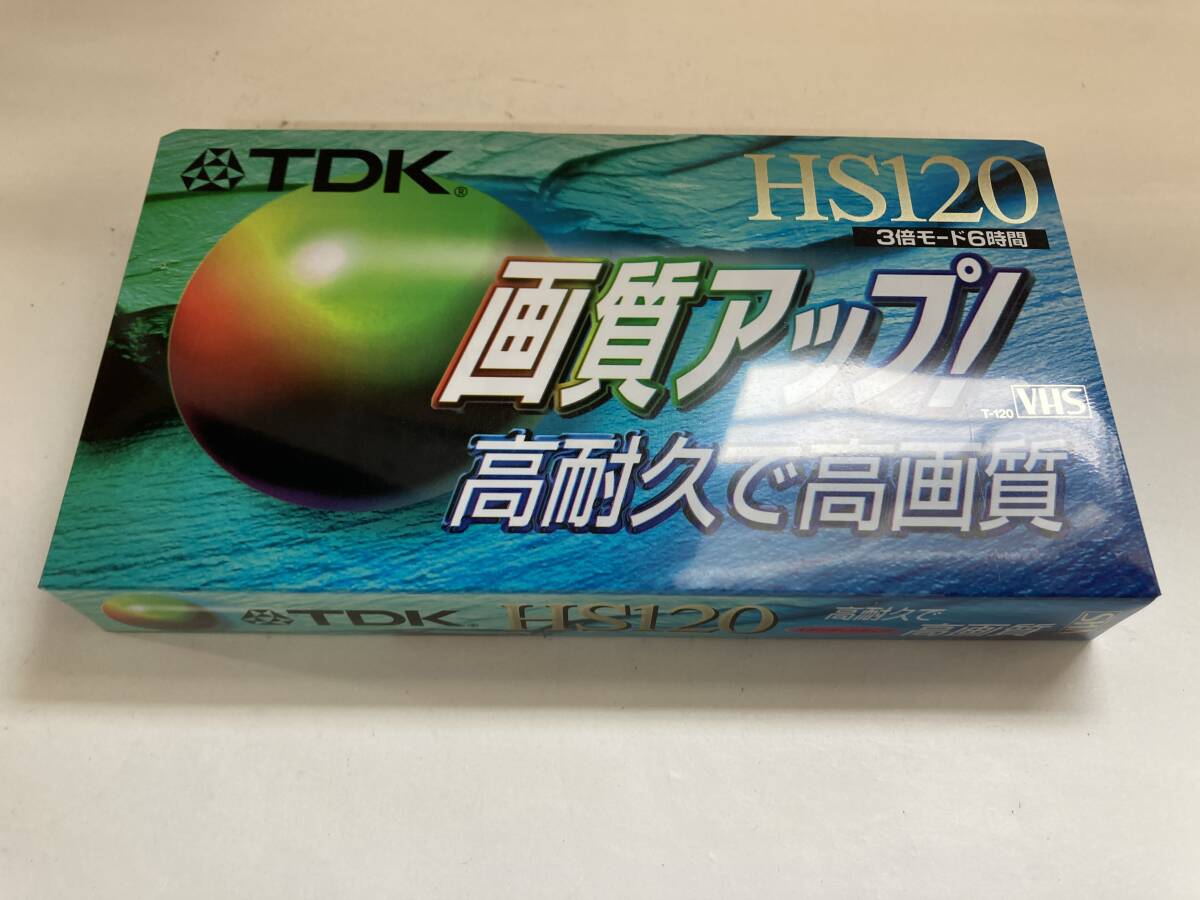 TDK®
HS120
3倍モード6時間
画質アップ!
T-120 VHS
高耐久で高画質
TDK® HS120 高耐久で
高画質